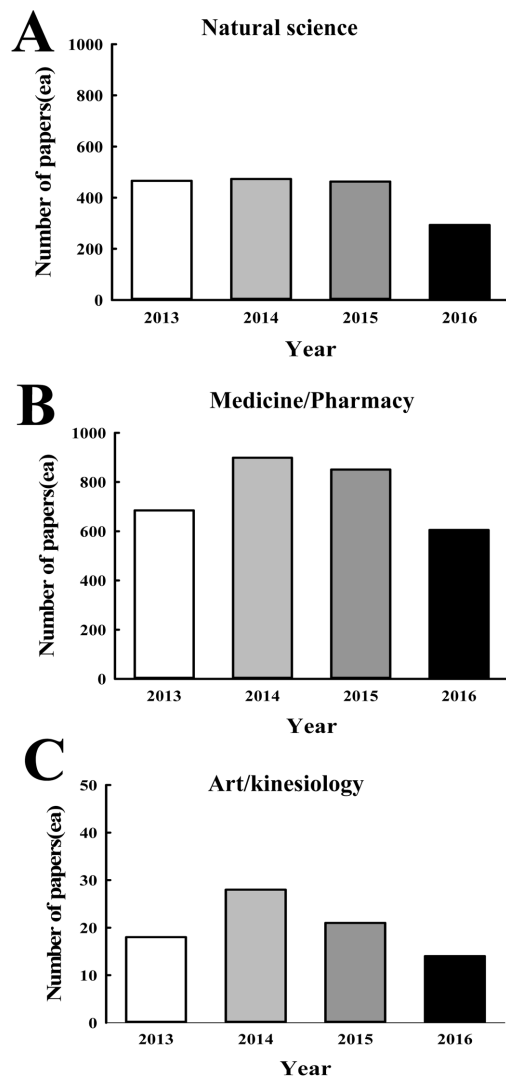 A
Natural science
Number of papers(ea)
1000
800
600
400
200
0
2013 2014 2015 2016
Year
B
Medicine/Pharmacy
Number of papers(ea)
1000
800
600
400
200
0
2013 2014 2015 2016
Year
C
Art/kinesiology
Number of papers(ea)
50
40
30
20
10
0
2013 2014 2015 2016
Year